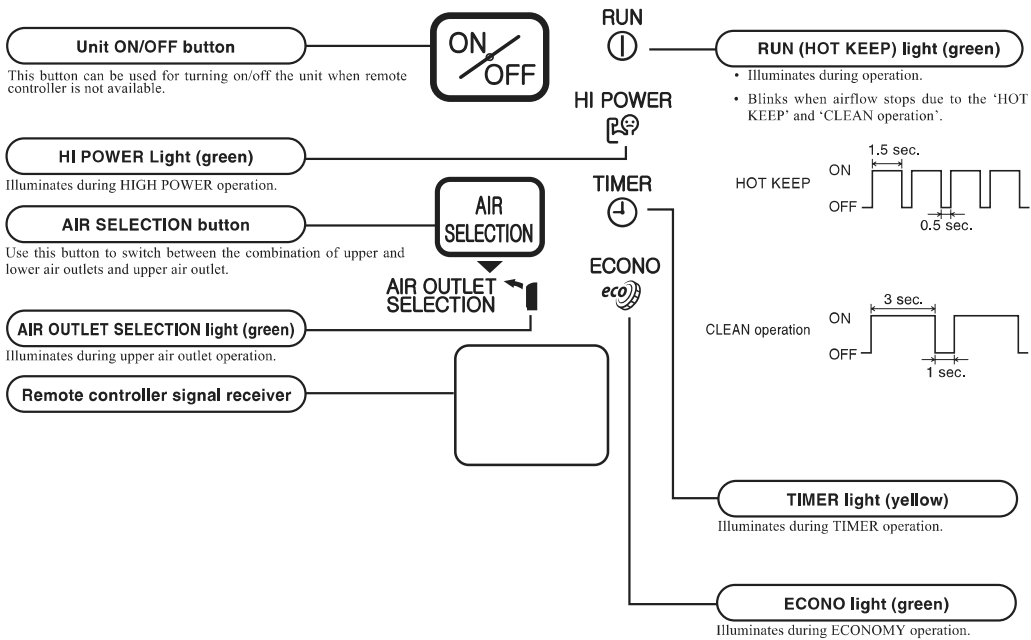 Unit ON/OFF button
This button can be used for turning on/off the unit when remote
controller is not available.
HI POWER Light (green)
Illuminates during HIGH POWER operation.
AIR SELECTION button
Use this button to switch between the combination of upper and
lower air outlets and upper air outlet.
AIR OUTLET SELECTION light (green)
Illuminates during upper air outlet operation.
Remote controller signal receiver
ON
OFF
AIR
SELECTION
AIR OUTLET
SELECTION
RUN
HI POWER
TIMER
ECONO
eco
RUN (HOT KEEP) light (green)
• Illuminates during operation.
• Blinks when airflow stops due to the ‘HOT
KEEP’ and ‘CLEAN operation’.
1.5 sec.
HOT KEEP
ON
OFF
0.5 sec.
3 sec.
CLEAN operation
ON
OFF
1 sec.
TIMER light (yellow)
Illuminates during TIMER operation.
ECONO light (green)
Illuminates during ECONOMY operation.